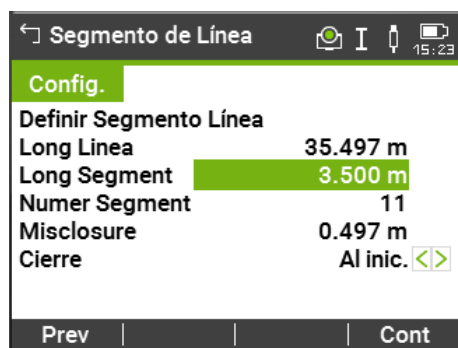 Segmento de Línea I 15:23
Config.
Definir Segmento Línea
Long Linea 35.497 m
Long Segment 3.500 m
Numer Segment 11
Misclosure 0.497 m
Cierre Al inic.
Prev Cont